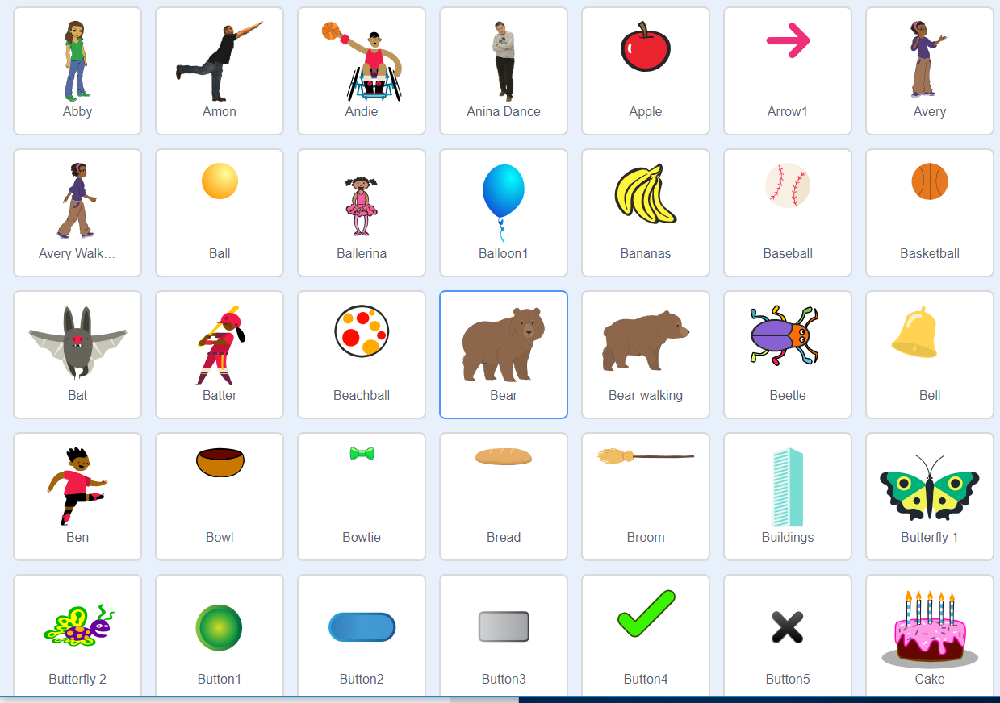 Abby
Amon
Andie
Anina Dance
Apple
Arrow1
Avery
Avery Walk...
Ball
Ballerina
Balloon1
Bananas
Baseball
Basketball
Bat
Batter
Beachball
Bear
Bear-walking
Beetle
Bell
Ben
Bowl
Bowtie
Bread
Broom
Buildings
Butterfly 1
Butterfly 2
Button1
Button2
Button3
Button4
Button5
Cake